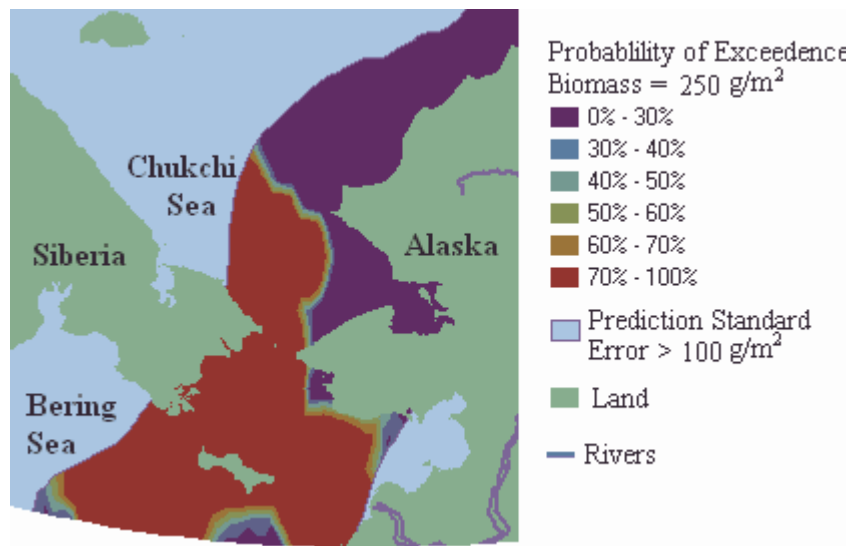 Chukchi
Sea
Siberia
Alaska
Bering
Sea
Probablility of Exceedence
Biomass = 250 g/m²
0% - 30%
30% - 40%
40% - 50%
50% - 60%
60% - 70%
70% - 100%
Prediction Standard
Error > 100 g/m²
Land
Rivers